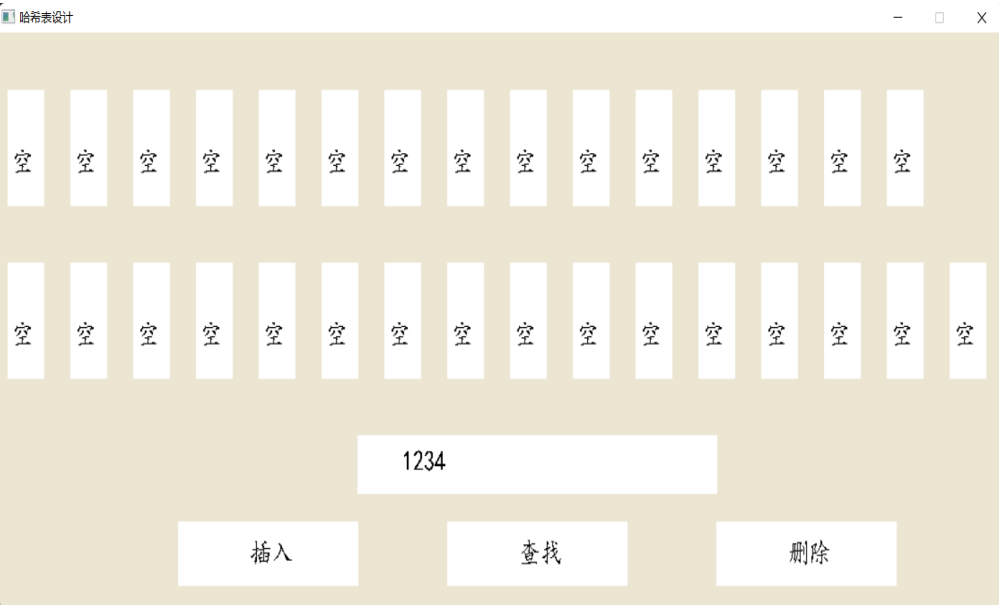 哈希表设计
空 空 空 空 空 空 空 空 空 空 空 空 空 空 空
空 空 空 空 空 空 空 空 空 空 空 空 空 空 空 空
1234
插入 查找 删除